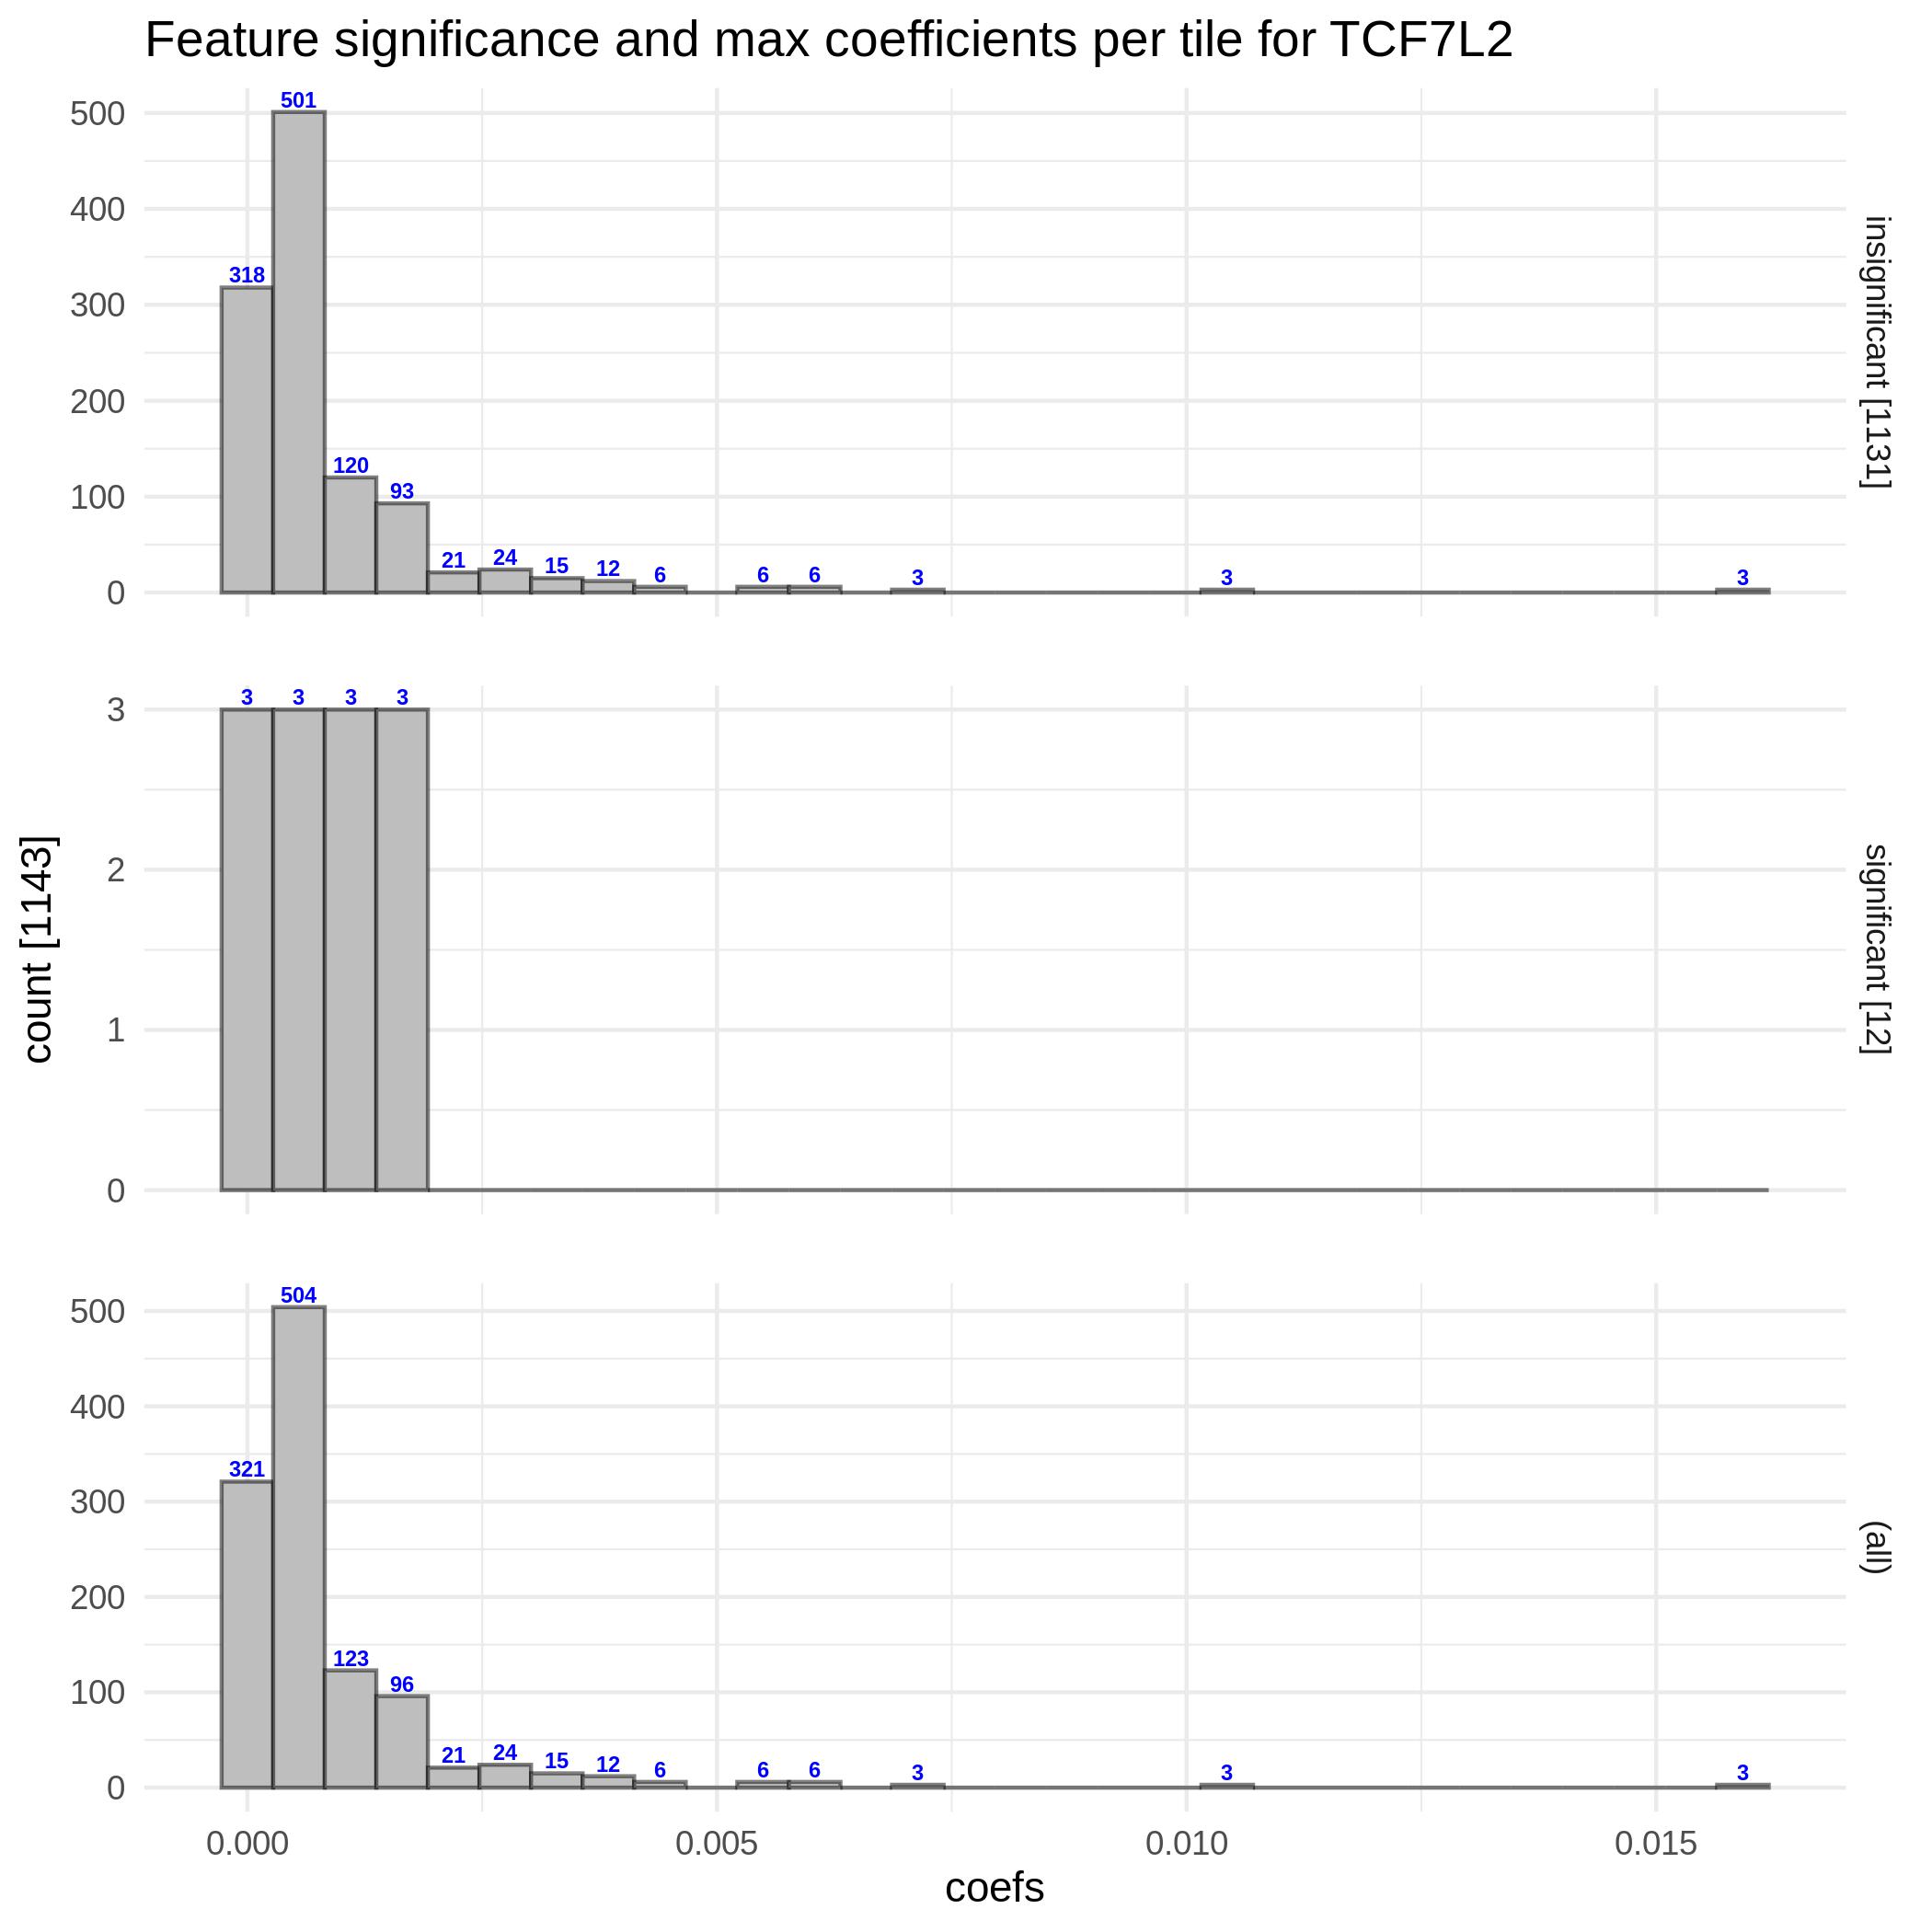 Feature significance and max coefficients per tile for TCF7L2
501
500
400
318
300
200
120
93
100
21 24 15 12 6 6 6 3 3 3
0
insignificant [1131]
3 3 3 3
3
2
1
0
significant [12]
count [1143]
504
500
400
321
300
200
123
96
100
21 24 15 12 6 6 6 3 3 3
0
(all)
0.000 0.005 0.010 0.015
coefs